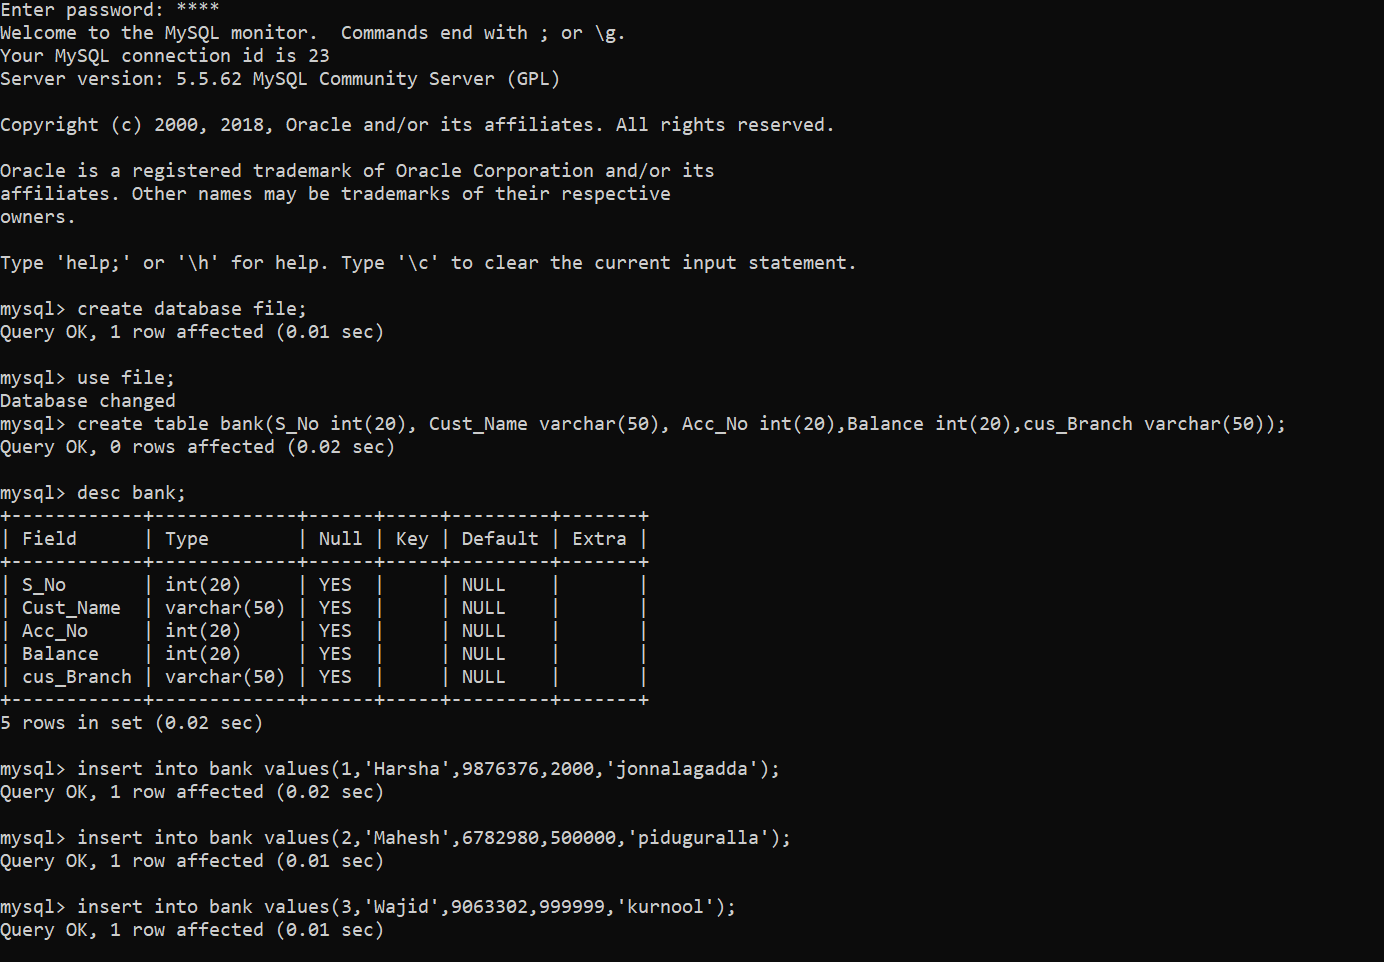 Enter password: ****
Welcome to the MySQL monitor.  Commands end with ; or \g.
Your MySQL connection id is 23
Server version: 5.5.62 MySQL Community Server (GPL)
Copyright (c) 2000, 2018, Oracle and/or its affiliates. All rights reserved.
Oracle is a registered trademark of Oracle Corporation and/or its
affiliates. Other names may be trademarks of their respective
owners.
Type 'help;' or '\h' for help. Type '\c' to clear the current input statement.
mysql> create database file;
Query OK, 1 row affected (0.01 sec)
mysql> use file;
Database changed
mysql> create table bank(S_No int(20), Cust_Name varchar(50), Acc_No int(20),Balance int(20),cus_Branch varchar(50));
Query OK, 0 rows affected (0.02 sec)
mysql> desc bank;
+------------+-------------+------+-----+---------+-------+
| Field      | Type        | Null | Key | Default | Extra |
+------------+-------------+------+-----+---------+-------+
| S_No       | int(20)     | YES  |     | NULL    |       |
| Cust_Name  | varchar(50) | YES  |     | NULL    |       |
| Acc_No     | int(20)     | YES  |     | NULL    |       |
| Balance    | int(20)     | YES  |     | NULL    |       |
| cus_Branch | varchar(50) | YES  |     | NULL    |       |
+------------+-------------+------+-----+---------+-------+
5 rows in set (0.02 sec)
mysql> insert into bank values(1,'Harsha',9876376,2000,'jonnalagadda');
Query OK, 1 row affected (0.02 sec)
mysql> insert into bank values(2,'Mahesh',6782980,500000,'piduguralla');
Query OK, 1 row affected (0.01 sec)
mysql> insert into bank values(3,'Wajid',9063302,999999,'kurnool');
Query OK, 1 row affected (0.01 sec)